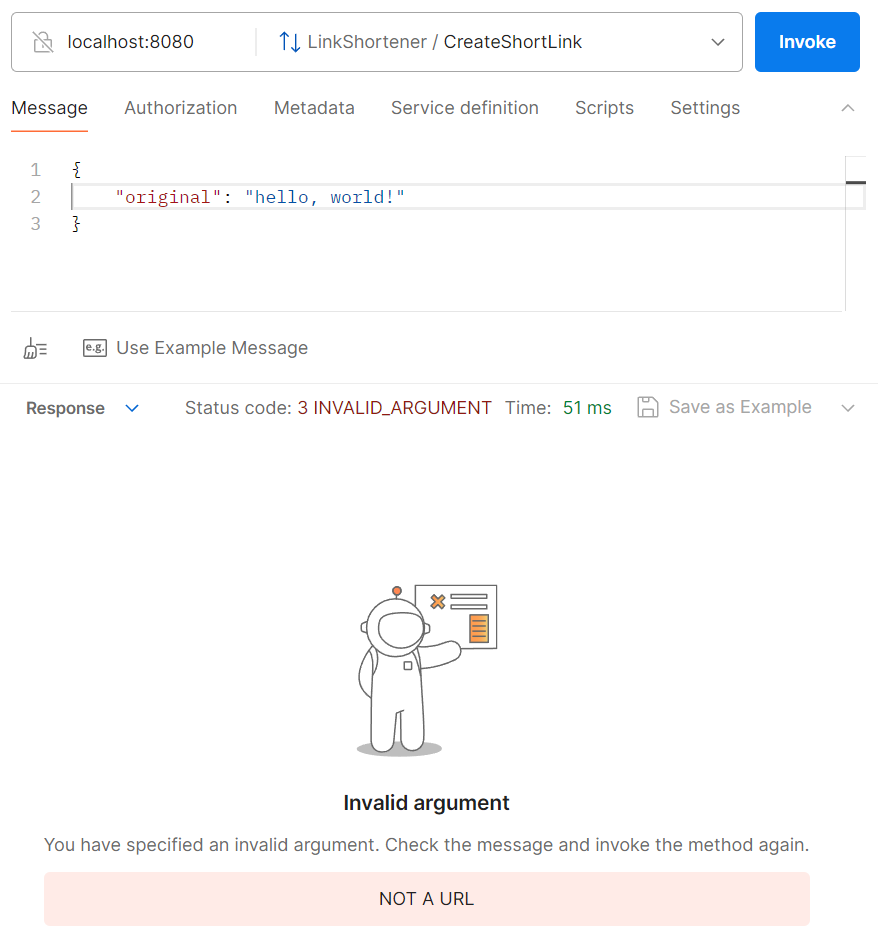 localhost:8080 LinkShortener / CreateShortLink Invoke
Message Authorization Metadata Service definition Scripts Settings
1 {
2 "original": "hello, world!"
3 }
e.g. Use Example Message
Response Status code: 3 INVALID_ARGUMENT Time: 51 ms Save as Example
Invalid argument
You have specified an invalid argument. Check the message and invoke the method again.
NOT A URL